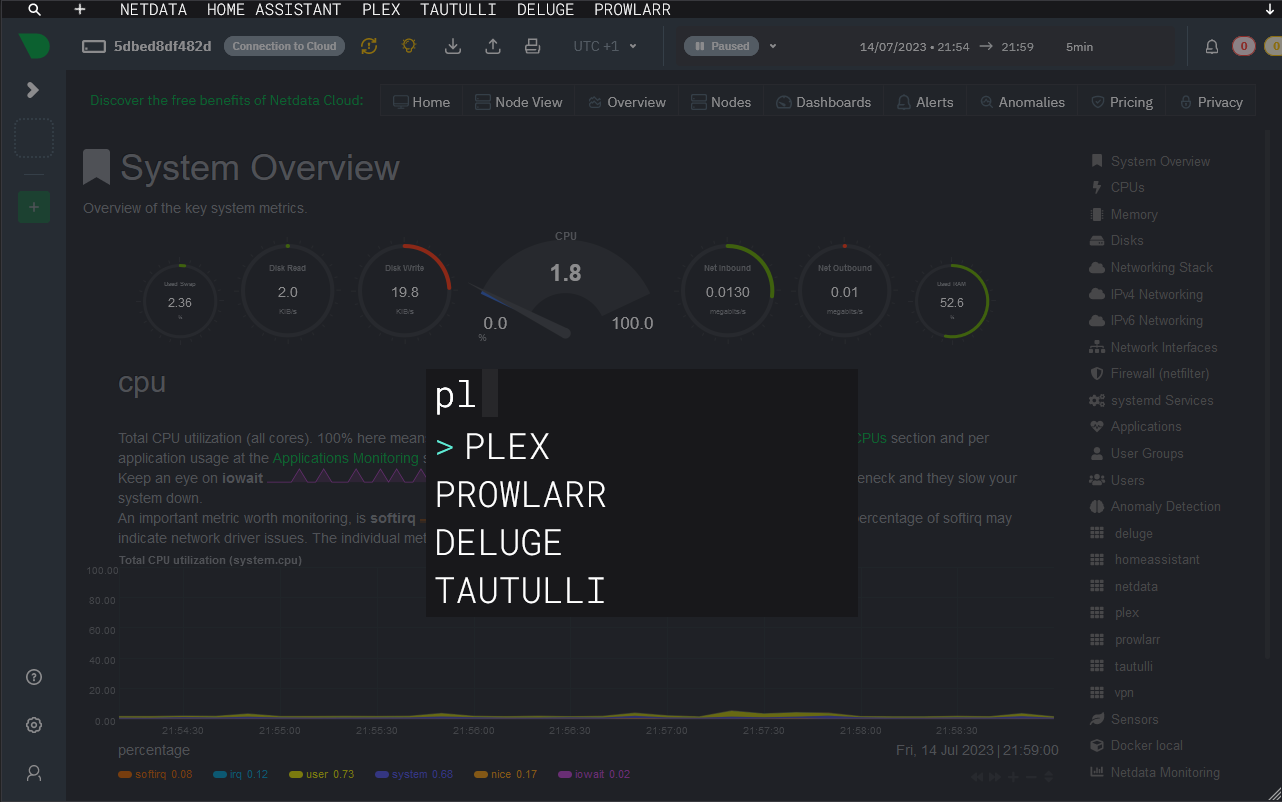 + NETDATA HOME ASSISTANT PLEX TAUTULLI DELUGE PROWLARR
5dbed8df482d Connection to Cloud UTC +1 Paused 14/07/2023 • 21:54 → 21:59 5min 0 0
Discover the free benefits of Netdata Cloud: Home Node View Overview Nodes Dashboards Alerts Anomalies Pricing Privacy
System Overview
Overview of the key system metrics.
Used Swap
2.36
%
Disk Read
2.0
KiB/s
Disk Write
19.8
KiB/s
CPU
1.8
0.0 100.0
%
Net Inbound
0.0130
megabits/s
Net Outbound
0.01
megabits/s
Used RAM
52.6
%
cpu
Total CPU utilization (all cores). 100% here mean
CPUs section and per
application usage at the Applications Monitoring s
Keep an eye on iowait
eneck and they slow your
system down.
An important metric worth monitoring, is softirq
ercentage of softirq may
indicate network driver issues. The individual met
pl
> PLEX
PROWLARR
DELUGE
TAUTULLI
Total CPU utilization (system.cpu)
100.00
80.00
60.00
40.00
20.00
0.00
21:54:30 21:55:00 21:55:30 21:56:00 21:56:30 21:57:00 21:57:30 21:58:00 21:58:30
percentage Fri, 14 Jul 2023 | 21:59:00
softirq 0.08 irq 0.12 user 0.73 system 0.68 nice 0.17 iowait 0.02
System Overview
CPUs
Memory
Disks
Networking Stack
IPv4 Networking
IPv6 Networking
Network Interfaces
Firewall (netfilter)
systemd Services
Applications
User Groups
Users
Anomaly Detection
deluge
homeassistant
netdata
plex
prowlarr
tautulli
vpn
Sensors
Docker local
Netdata Monitoring